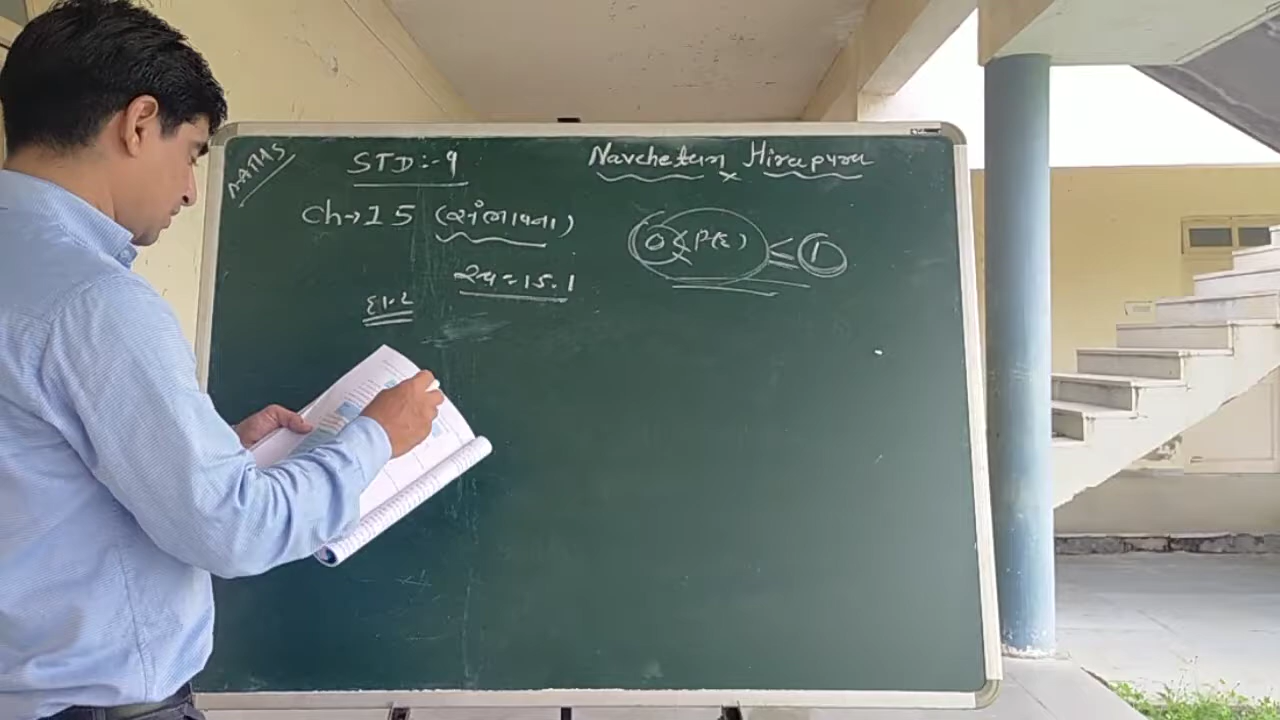 MATHS
STD:- 9
Navchetan Hirapura
Ch→15 (સંભાવના)
0 ≤ P(E) ≤ 1
સ્વ = 15.1
દા.2